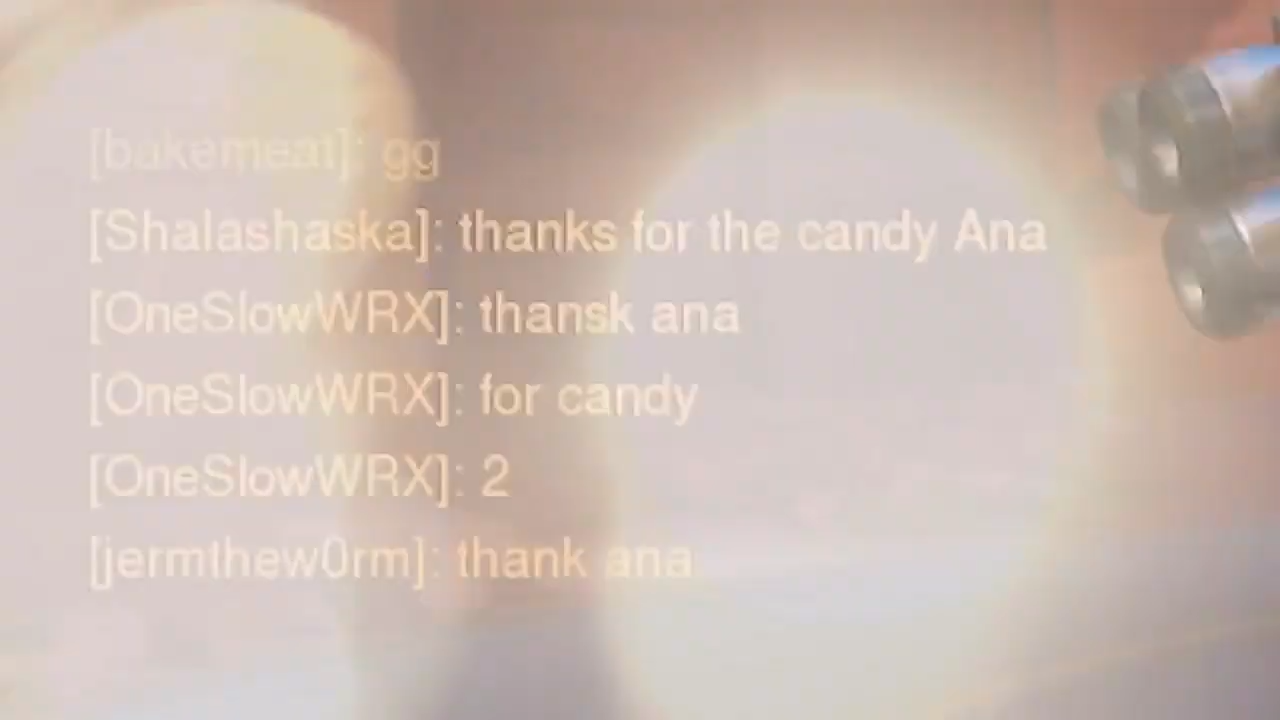 [bakemeat]: gg
[Shalashaska]: thanks for the candy Ana
[OneSlowWRX]: thansk ana
[OneSlowWRX]: for candy
[OneSlowWRX]: 2
[jermthew0rm]: thank ana